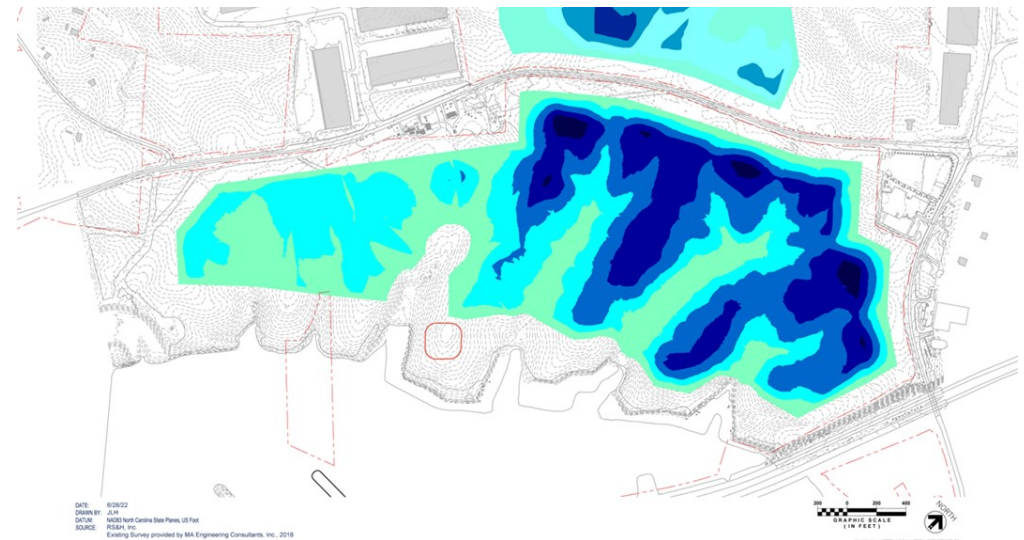 DATE: 6/28/22
DRAWN BY: JLH
DATUM: NAD83 North Carolina State Planes, US Foot
SOURCE: RS&H, Inc.
Existing Survey provided by MA Engineering Consultants, Inc., 2018
200 0 200 400
GRAPHIC SCALE
(IN FEET)
NORTH